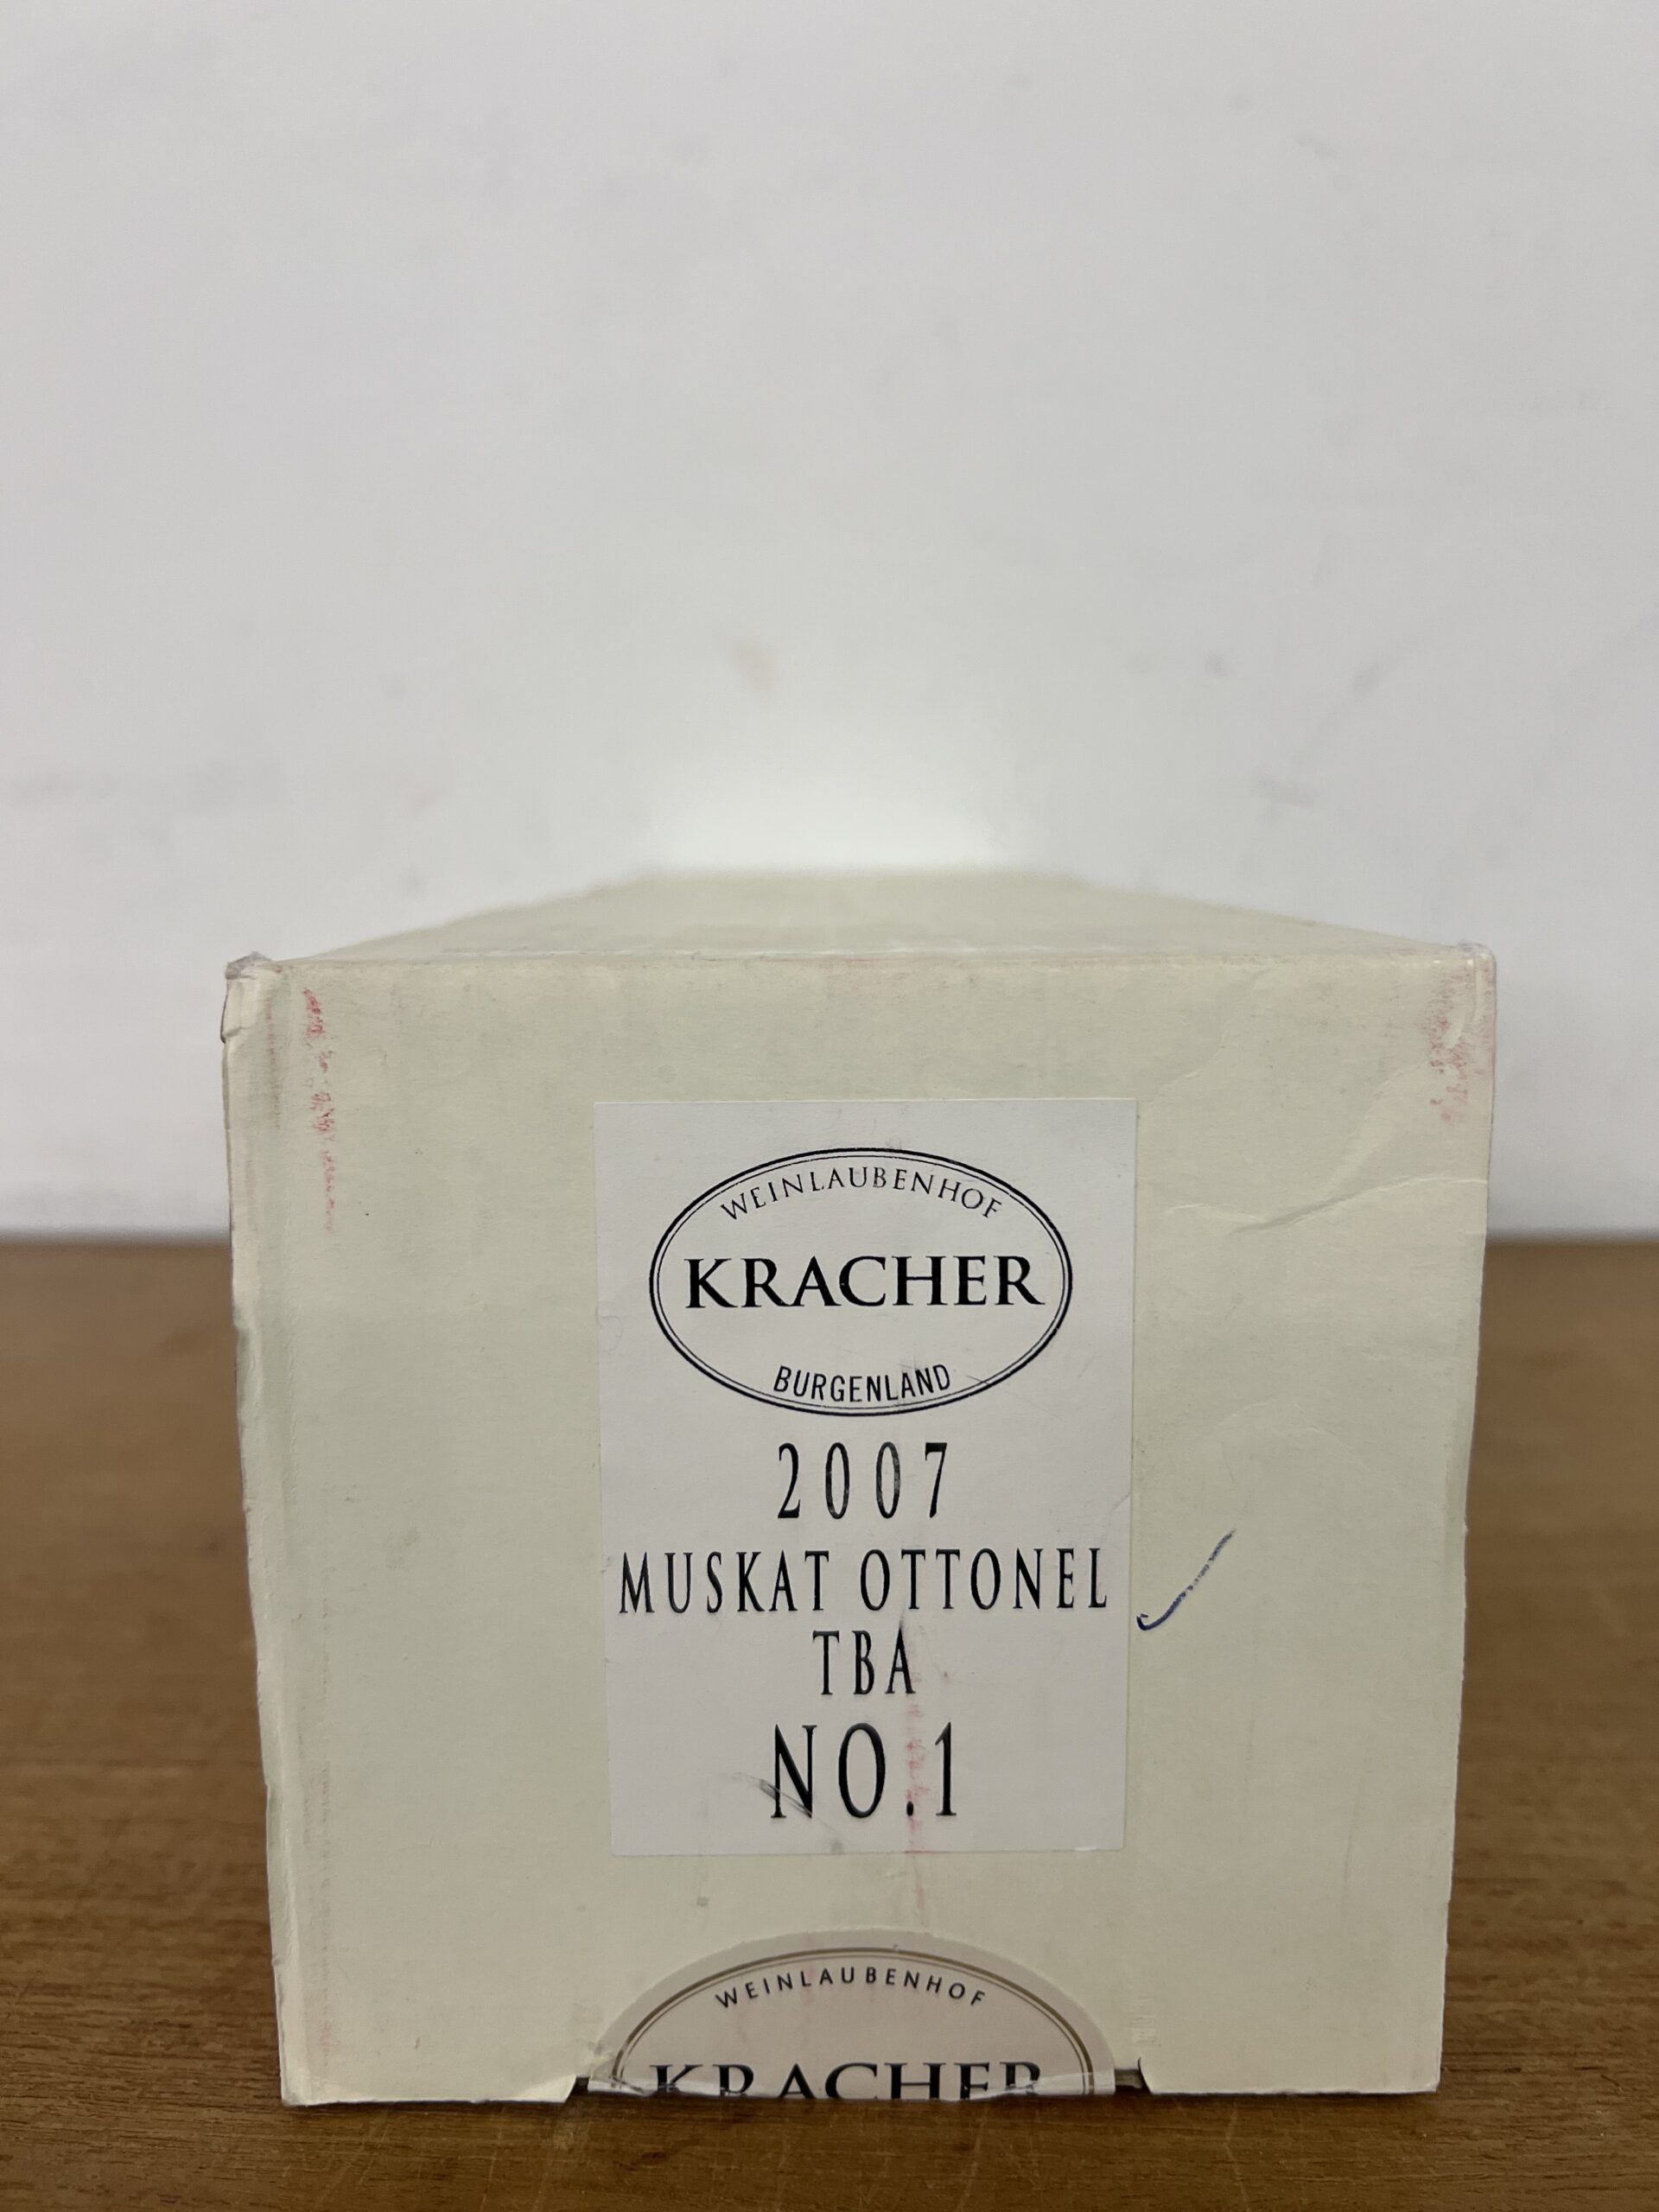 WEINLAUBENHOF
KRACHER
BURGENLAND
2007
MUSKAT OTTONEL
TBA
NO.1
WEINLAUBENHOF
KRACHER